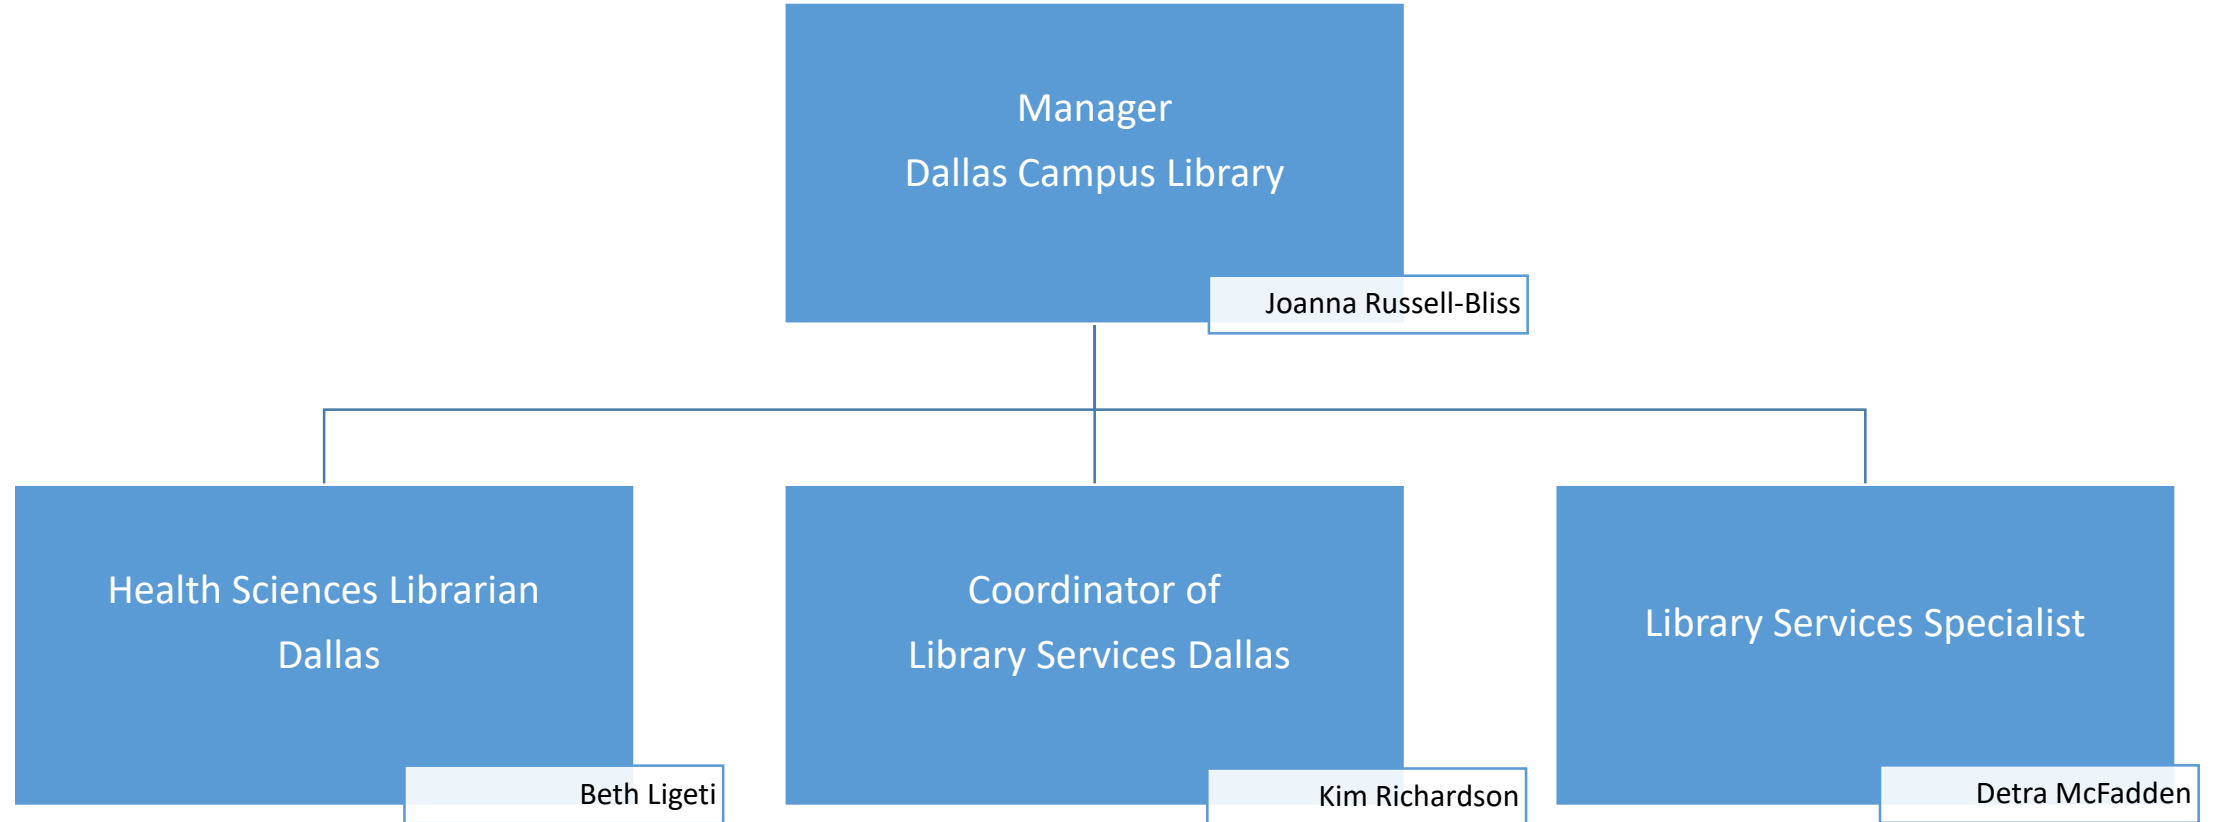 Manager
Dallas Campus Library
Joanna Russell-Bliss
Health Sciences Librarian
Dallas
Beth Ligeti
Coordinator of
Library Services Dallas
Kim Richardson
Library Services Specialist
Detra McFadden